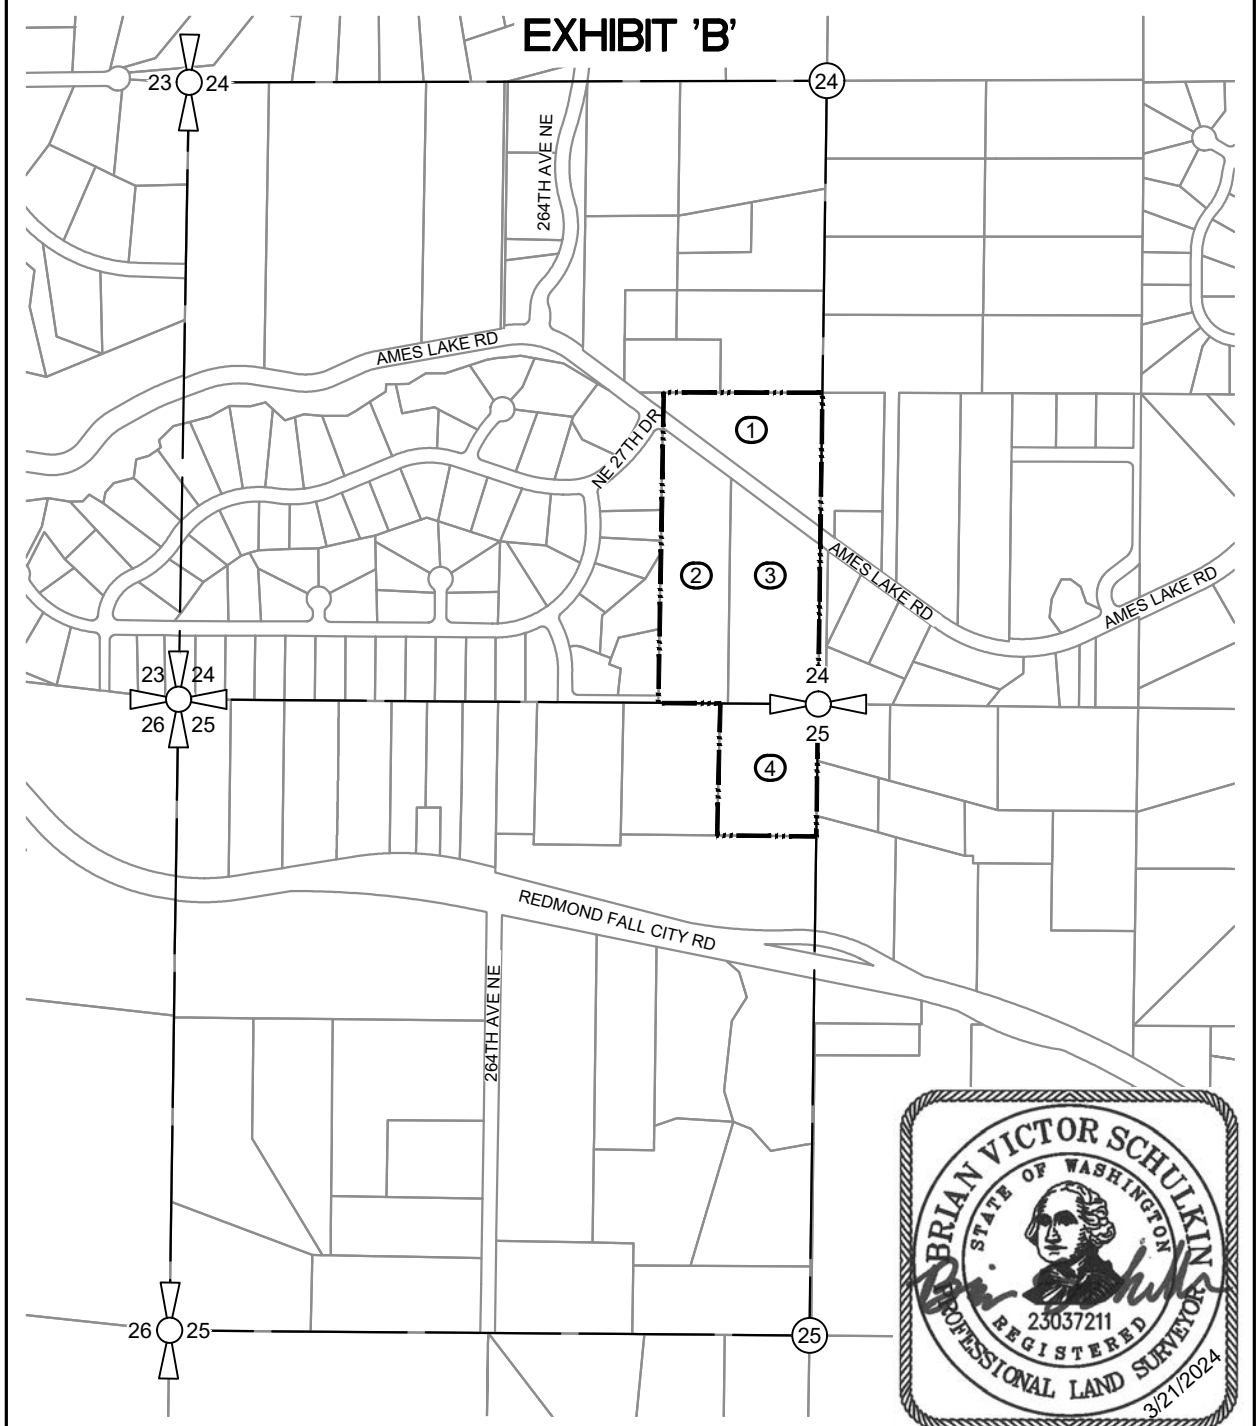 EXHIBIT 'B'
23 24
24
264TH AVE NE
AMES LAKE RD
NE 27TH DR
1
2
3
AMES LAKE RD
AMES LAKE RD
23 24
26 25
24
25
4
REDMOND FALL CITY RD
264TH AVE NE
26 25
25
BRIAN VICTOR SCHULKIN
STATE OF WASHINGTON
23037211
REGISTERED
PROFESSIONAL LAND SURVEYOR
3/21/2024